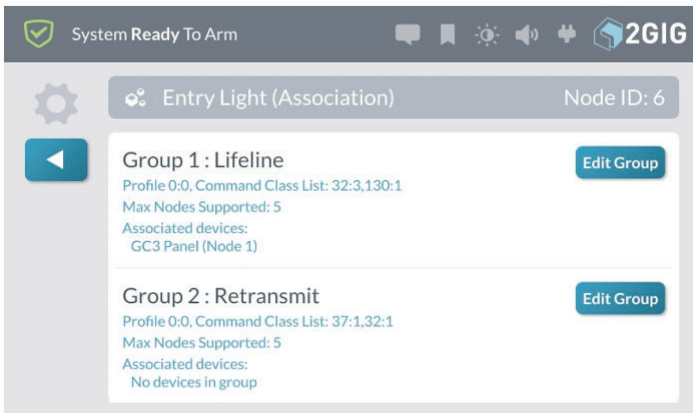 System Ready To Arm
2GIG
Entry Light (Association)
Node ID: 6
Group 1 : Lifeline
Edit Group
Profile 0:0, Command Class List: 32:3,130:1
Max Nodes Supported: 5
Associated devices:
GC3 Panel (Node 1)
Group 2 : Retransmit
Edit Group
Profile 0:0, Command Class List: 37:1,32:1
Max Nodes Supported: 5
Associated devices:
No devices in group